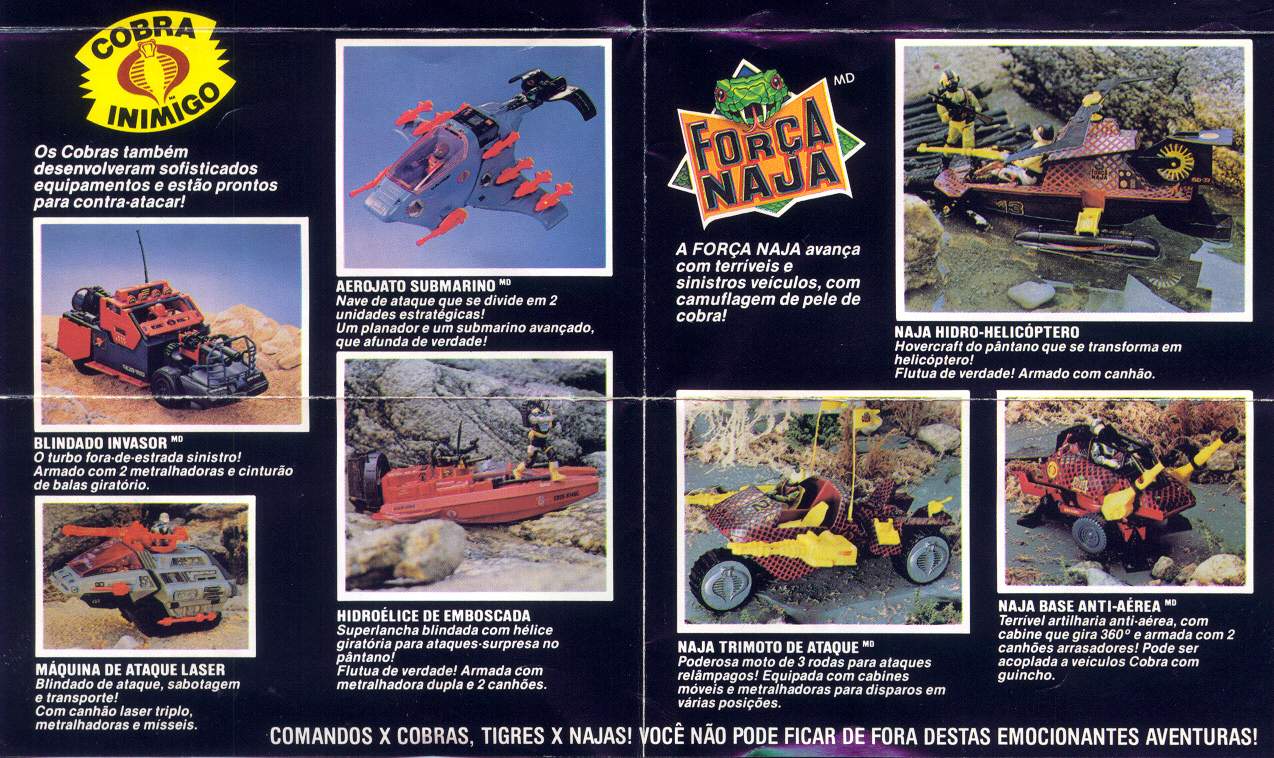 COBRA
INIMIGO
Os Cobras também
desenvolveram sofisticados
equipamentos e estão prontos
para contra-atacar!
BLINDADO INVASOR MD
O turbo fora-de-estrada sinistro!
Armado com 2 metralhadoras e cinturão
de balas giratório.
MÁQUINA DE ATAQUE LASER
Blindado de ataque, sabotagem
e transporte!
Com canhão laser triplo,
metralhadoras e mísseis.
AEROJATO SUBMARINO MD
Nave de ataque que se divide em 2
unidades estratégicas!
Um planador e um submarino avançado,
que afunda de verdade!
HIDROÉLICE DE EMBOSCADA
Superlancha blindada com hélice
giratória para ataques-surpresa no
pântano!
Flutua de verdade! Armada com
metralhadora dupla e 2 canhões.
FORÇA
NAJA
MD
A FORÇA NAJA avança
com terríveis e
sinistros veículos, com
camuflagem de pele de
cobra!
13
NAJA HIDRO-HELICÓPTERO
Hovercraft do pântano que se transforma em
helicóptero!
Flutua de verdade! Armado com canhão.
NAJA TRIMOTO DE ATAQUE MD
Poderosa moto de 3 rodas para ataques
relâmpagos! Equipada com cabines
móveis e metralhadoras para disparos em
várias posições.
NAJA BASE ANTI-AÉREA MD
Terrível artilharia anti-aérea, com
cabine que gira 360º e armada com 2
canhões arrasadores! Pode ser
acoplada a veículos Cobra com
guincho.
COMANDOS X COBRAS, TIGRES X NAJAS! VOCÊ NÃO PODE FICAR DE FORA DESTAS EMOCIONANTES AVENTURAS!